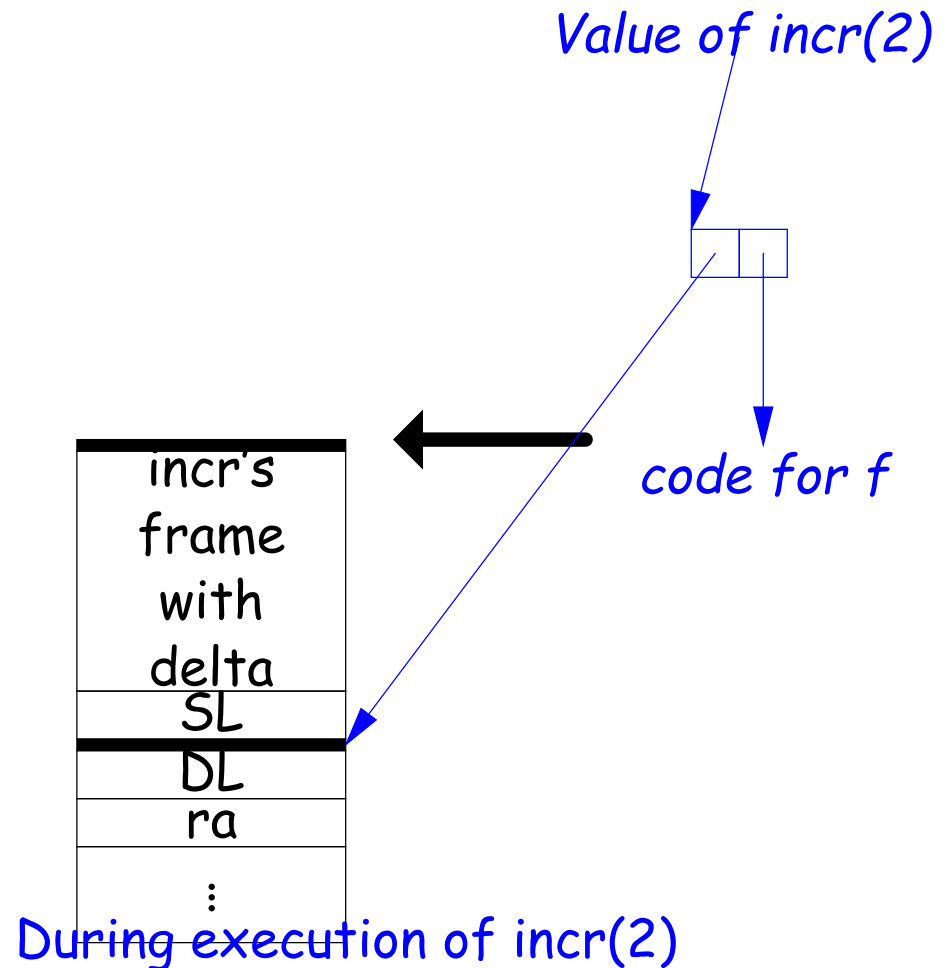 Value of incr(2)
code for f
incr's
frame
with
delta
SL
DL
ra
⋮
During execution of incr(2)